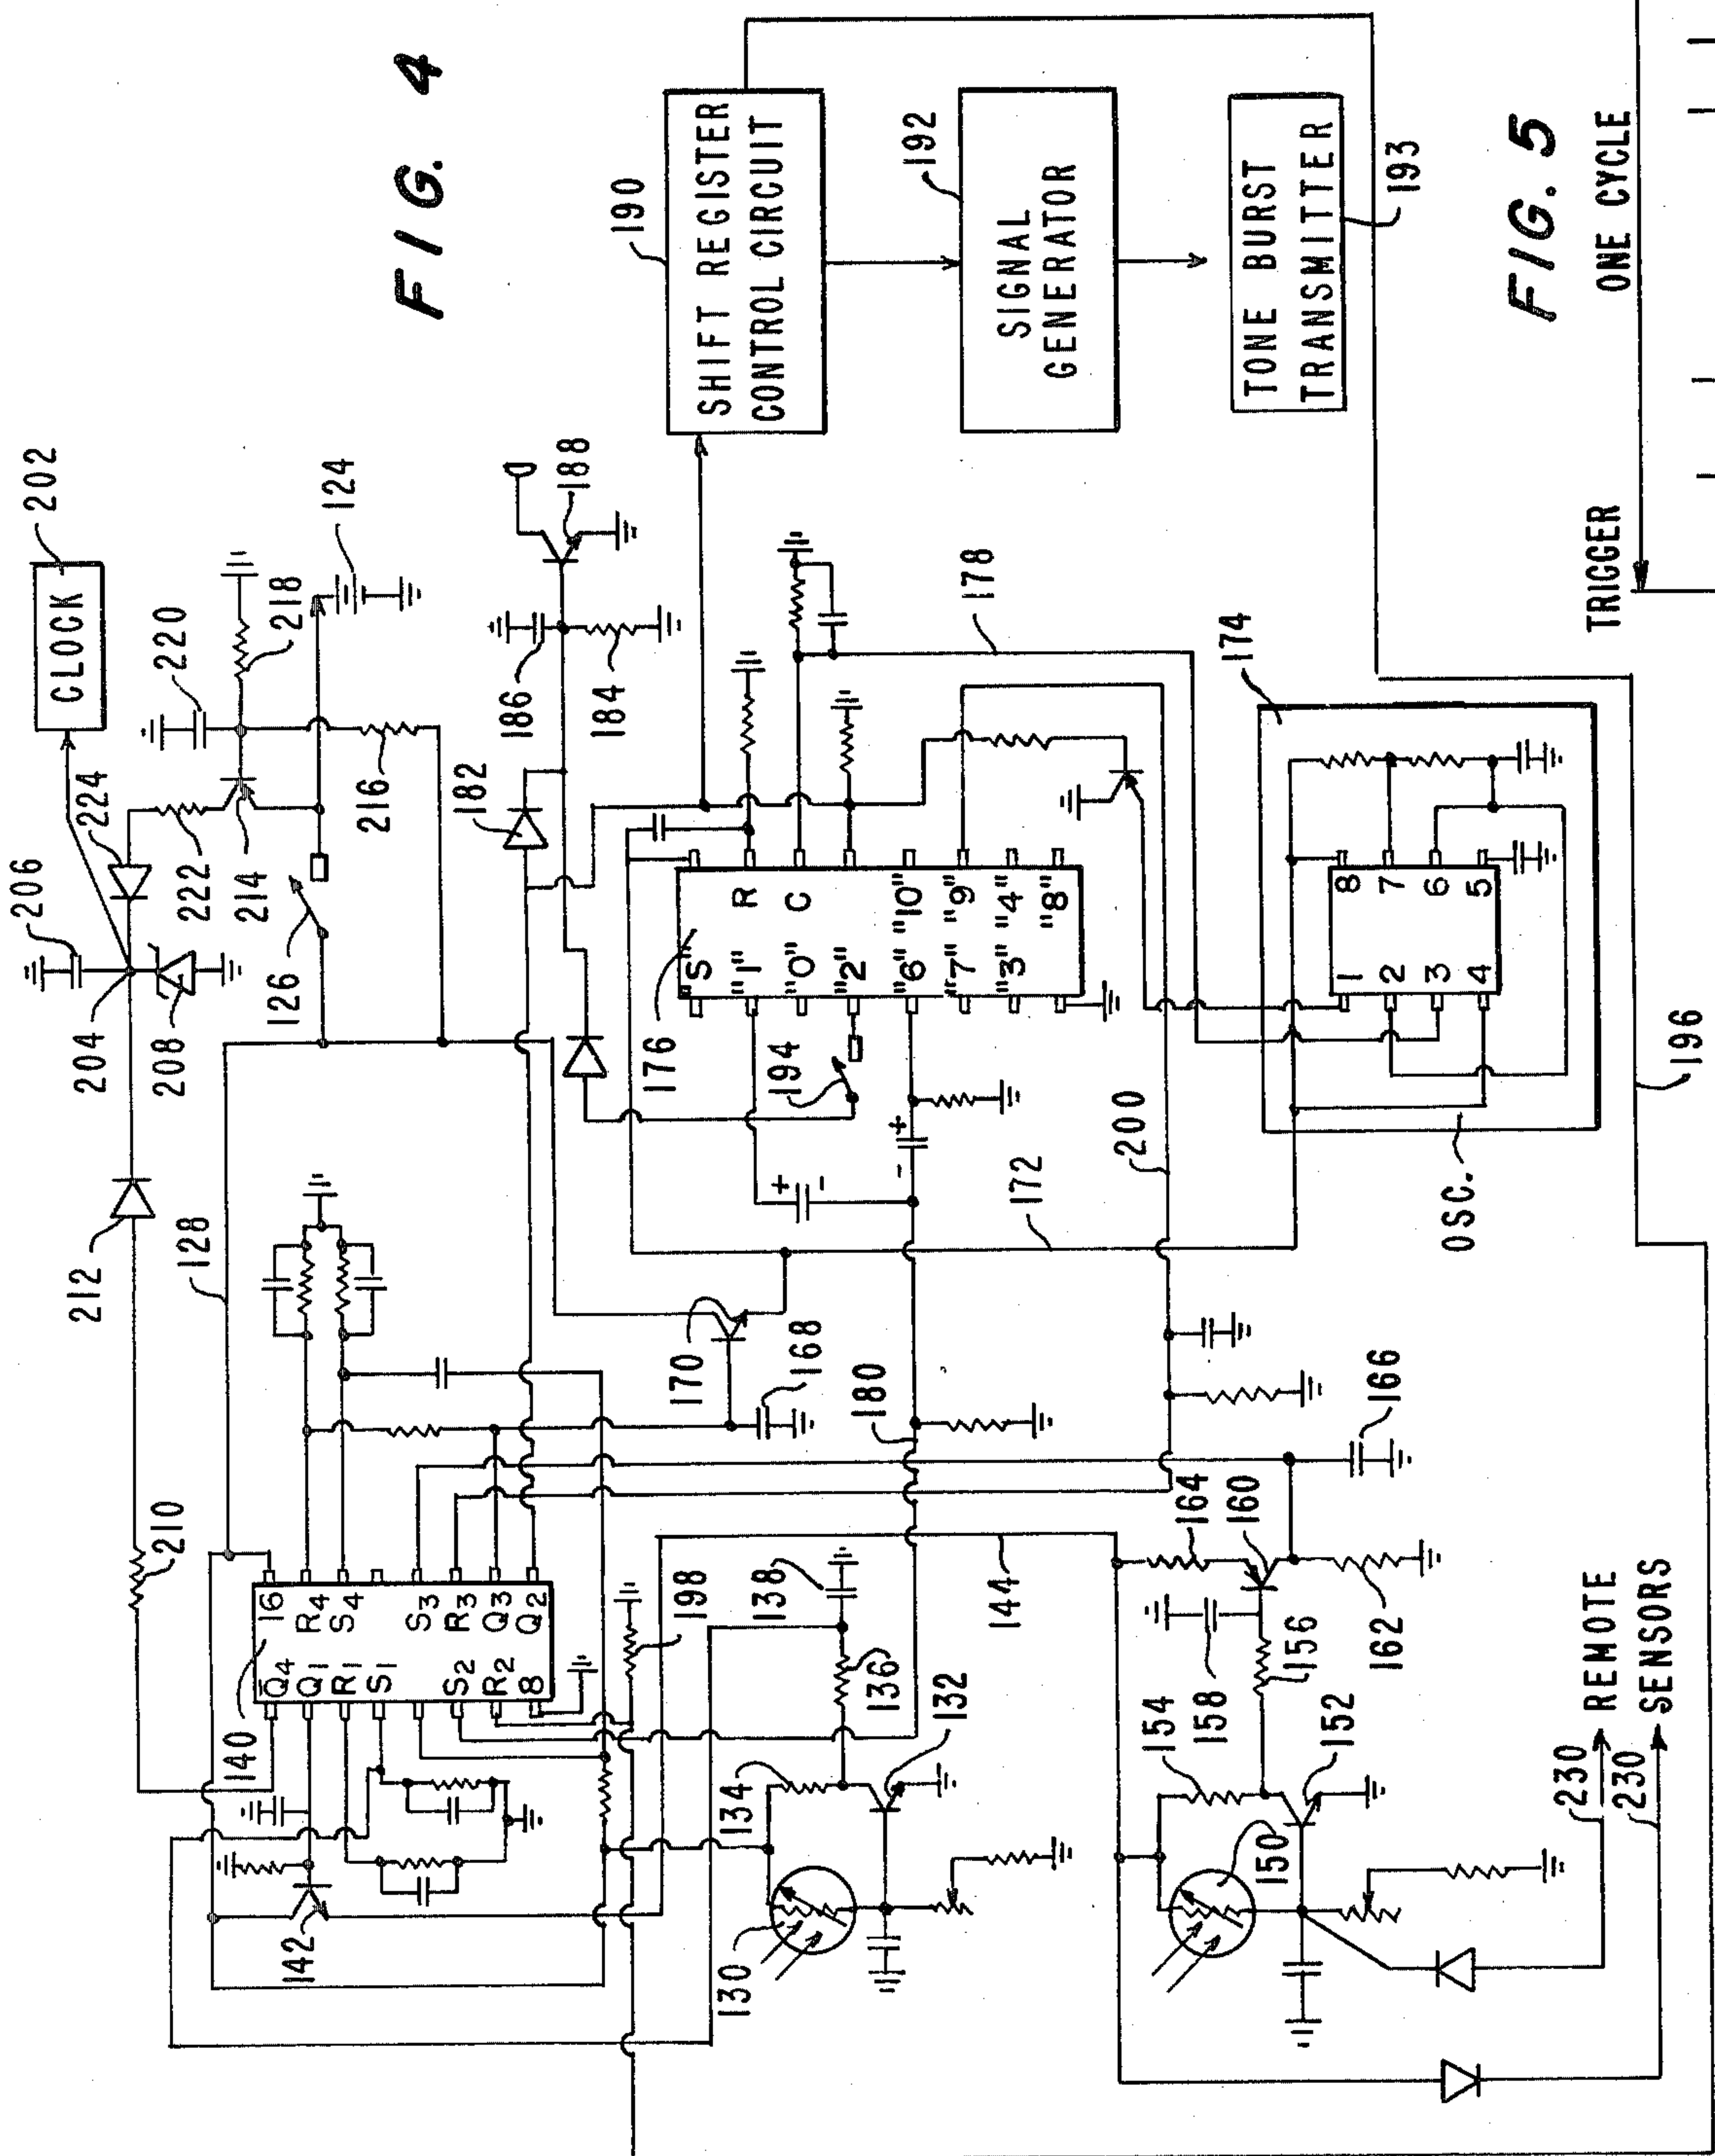 FIG. 4
CLOCK
202
124
218
220
224
206
222
214
216
204
208
126
212
128
210
188
186
184
182
190
SHIFT REGISTER
CONTROL CIRCUIT
192
SIGNAL
GENERATOR
TONE BURST
TRANSMITTER
193
140
Q̅4 16
Q1 R4
R1 S4
S1
S3
S2 R3
R2 Q3
8 Q2
142
198
138
136
134
132
130
170
168
180
172
176
"S"
"1" R
"0" C
"2"
"6" "10"
"7" "9"
"3" "4"
"8"
194
+
-
+
-
178
200
174
1 8
2 7
3 6
4 5
OSC.
196
144
166
164
160
162
158
156
154
152
150
230
REMOTE
230
SENSORS
FIG. 5
TRIGGER
ONE CYCLE